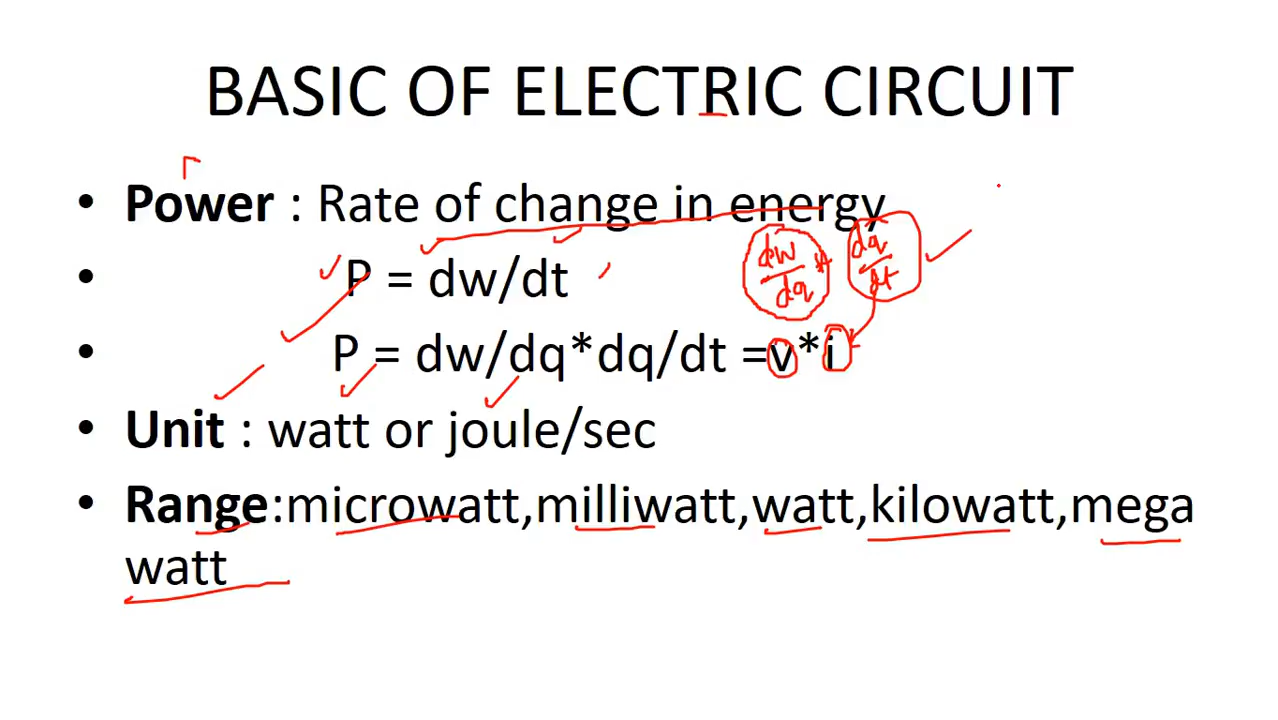 BASIC OF ELECTRIC CIRCUIT
• Power : Rate of change in energy
• P = dw/dt
dw/dq * dq/dt
• P = dw/dq*dq/dt =v*i
• Unit : watt or joule/sec
• Range:microwatt,milliwatt,watt,kilowatt,mega
watt